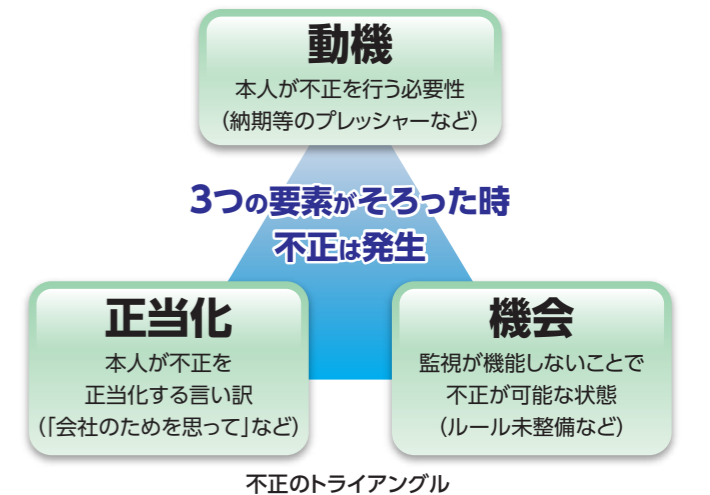 動機
本人が不正を行う必要性
（納期等のプレッシャーなど）
3つの要素がそろった時
不正は発生
正当化
本人が不正を
正当化する言い訳
（「会社のためを思って」など）
機会
監視が機能しないことで
不正が可能な状態
（ルール未整備など）
不正のトライアングル